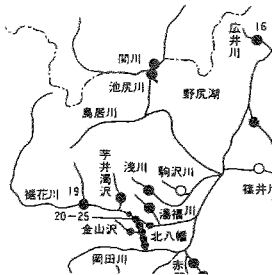 広井川
16
関川
池尻川
野尻湖
鳥居川
芋井濁沢
浅川
駒沢川
篠井川
裾花川
19
20-25
湯福川
金山沢
北八幡
岡田川
赤